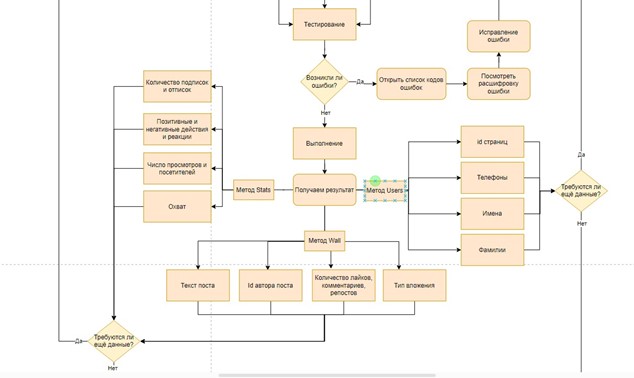 Тестирование
Исправление
ошибки
Возникли ли
ошибки?
Да
Открыть список кодов
ошибок
Посмотреть
расшифровку
ошибки
Количество подписок и
отписок
Нет
Позитивные и
негативные действия
и реакции
Выполнение
id страниц
Да
Число просмотров и
посетителей
Телефоны
Метод Stats
Получаем результат
Метод Users
Требуются ли
ещё данные?
Охват
Имена
Нет
Метод Wall
Фамилии
Текст поста
Id автора поста
Количество лайков,
комментариев,
репостов
Тип вложения
Да
Требуются ли
ещё данные?
Нет